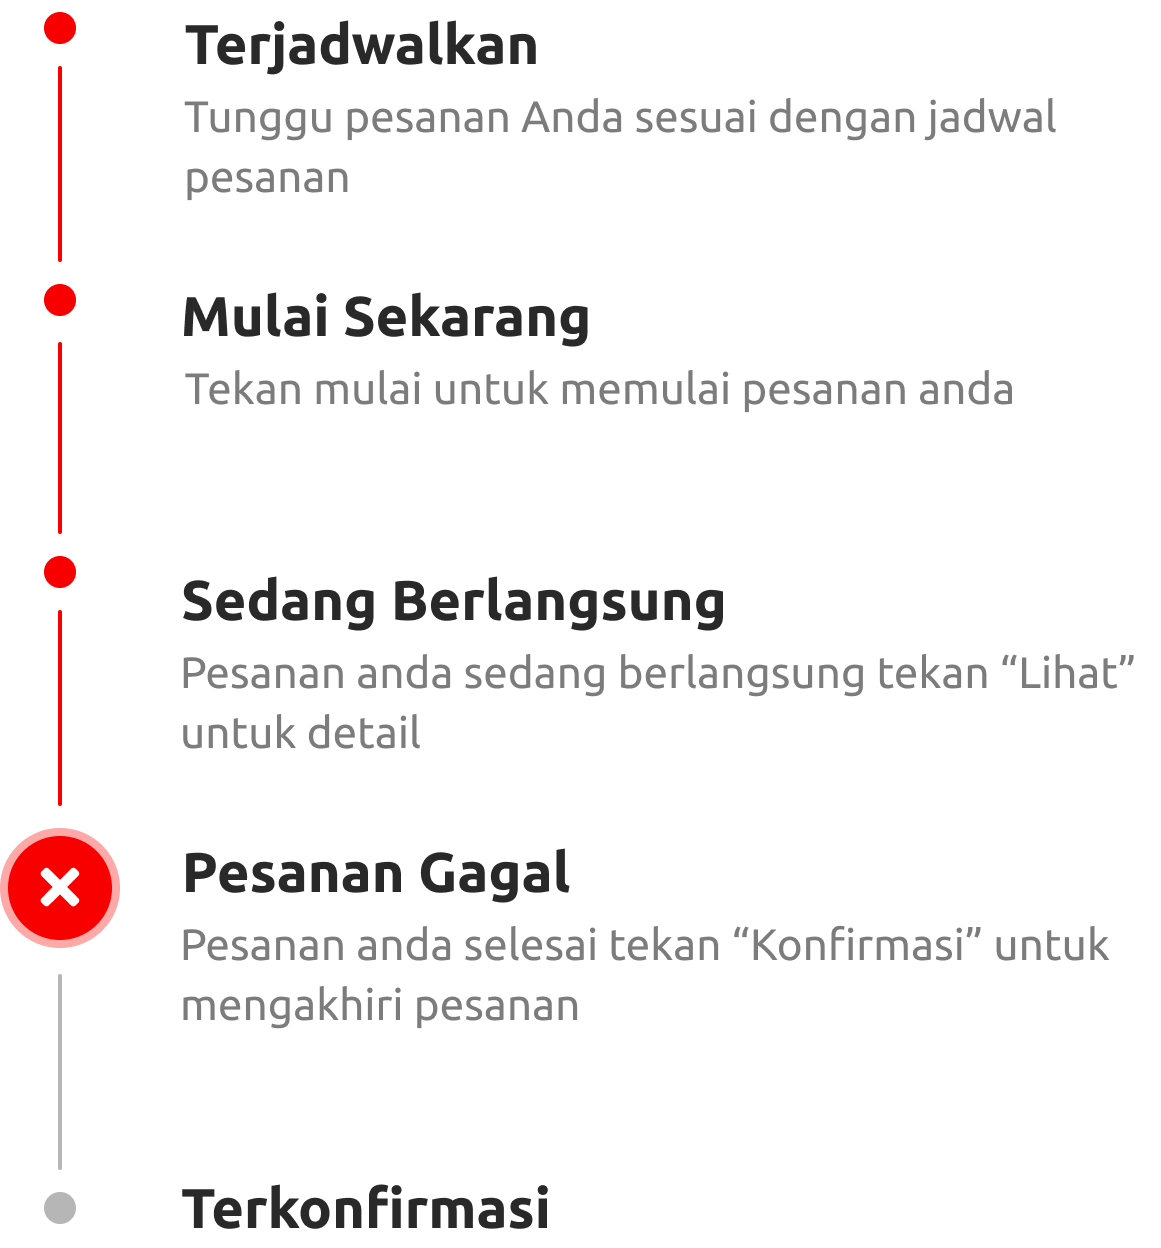 Terjadwalkan
Tunggu pesanan Anda sesuai dengan jadwal
pesanan
Mulai Sekarang
Tekan mulai untuk memulai pesanan anda
Sedang Berlangsung
Pesanan anda sedang berlangsung tekan “Lihat”
untuk detail
Pesanan Gagal
Pesanan anda selesai tekan “Konfirmasi” untuk
mengakhiri pesanan
Terkonfirmasi